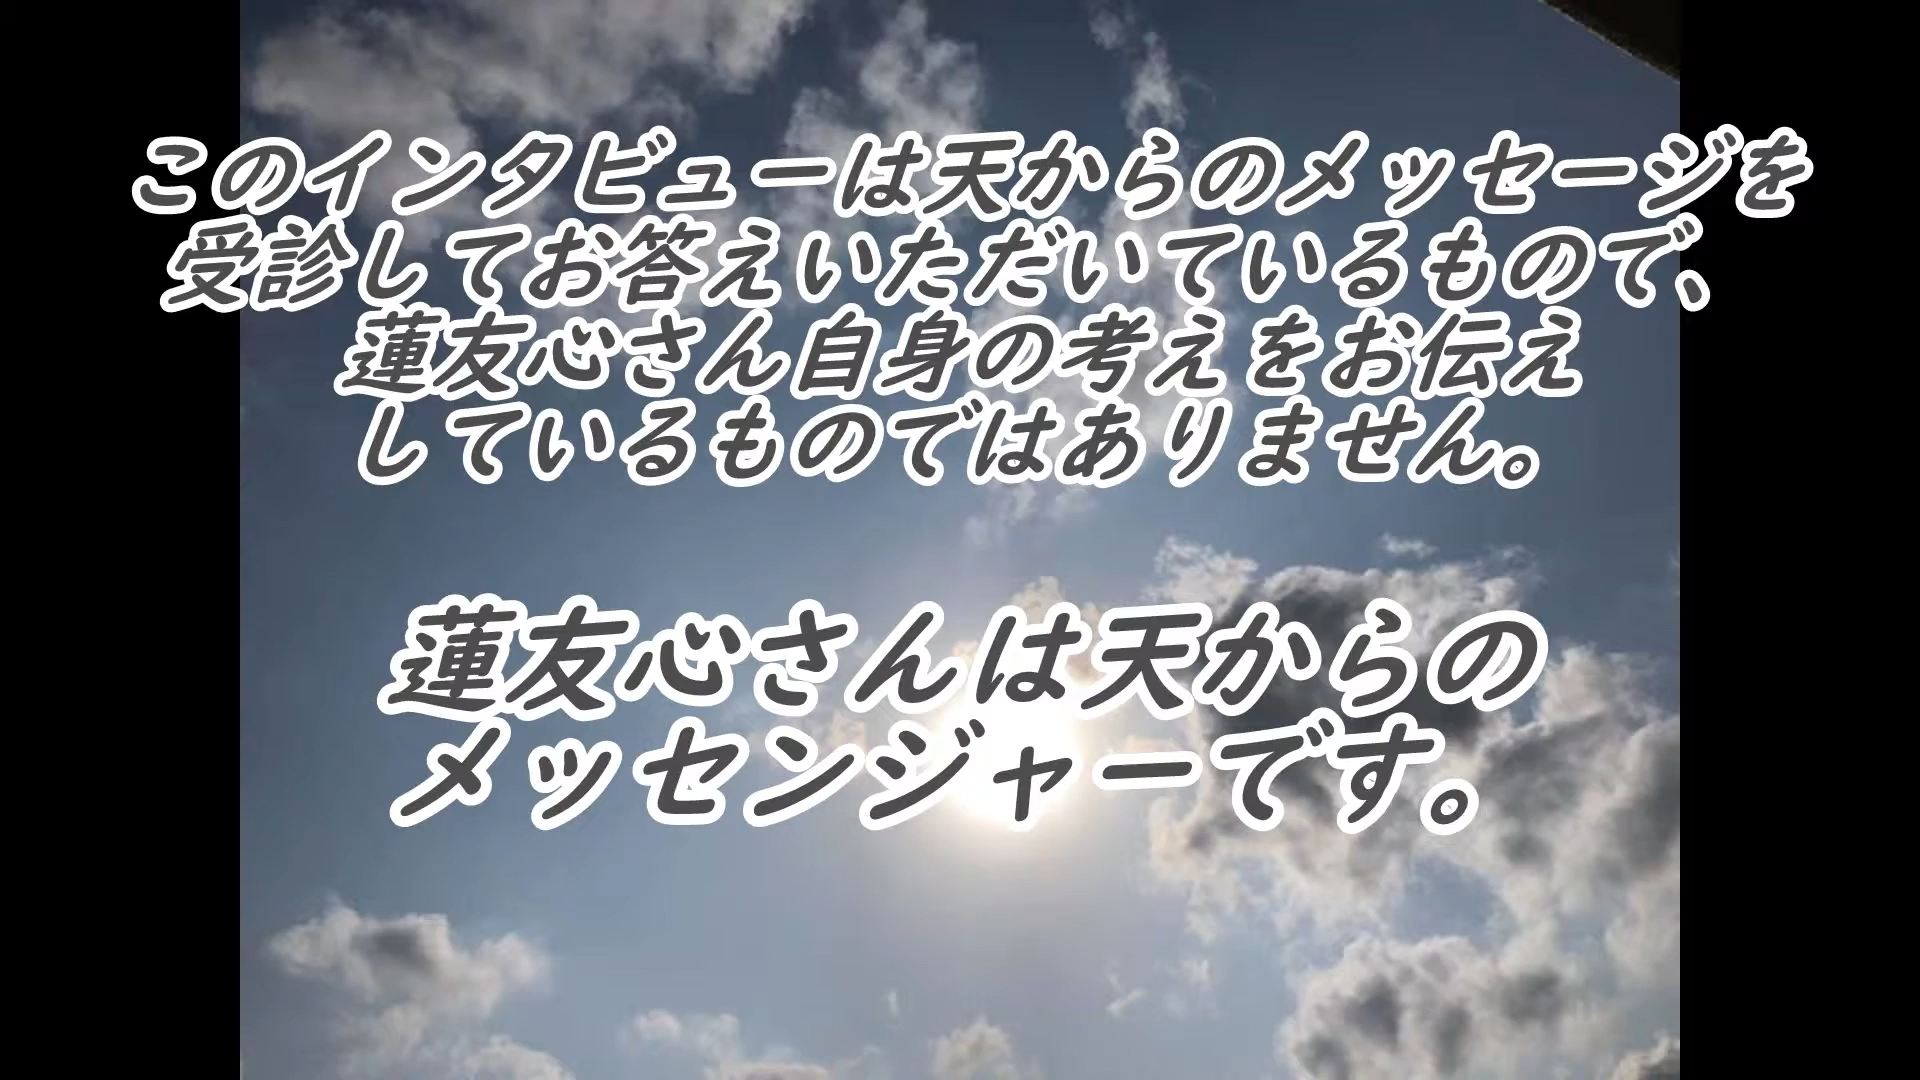 このインタビューは天からのメッセージを
受診してお答えいただいているもので、
蓮友心さん自身の考えをお伝え
しているものではありません。
蓮友心さんは天からの
メッセンジャーです。